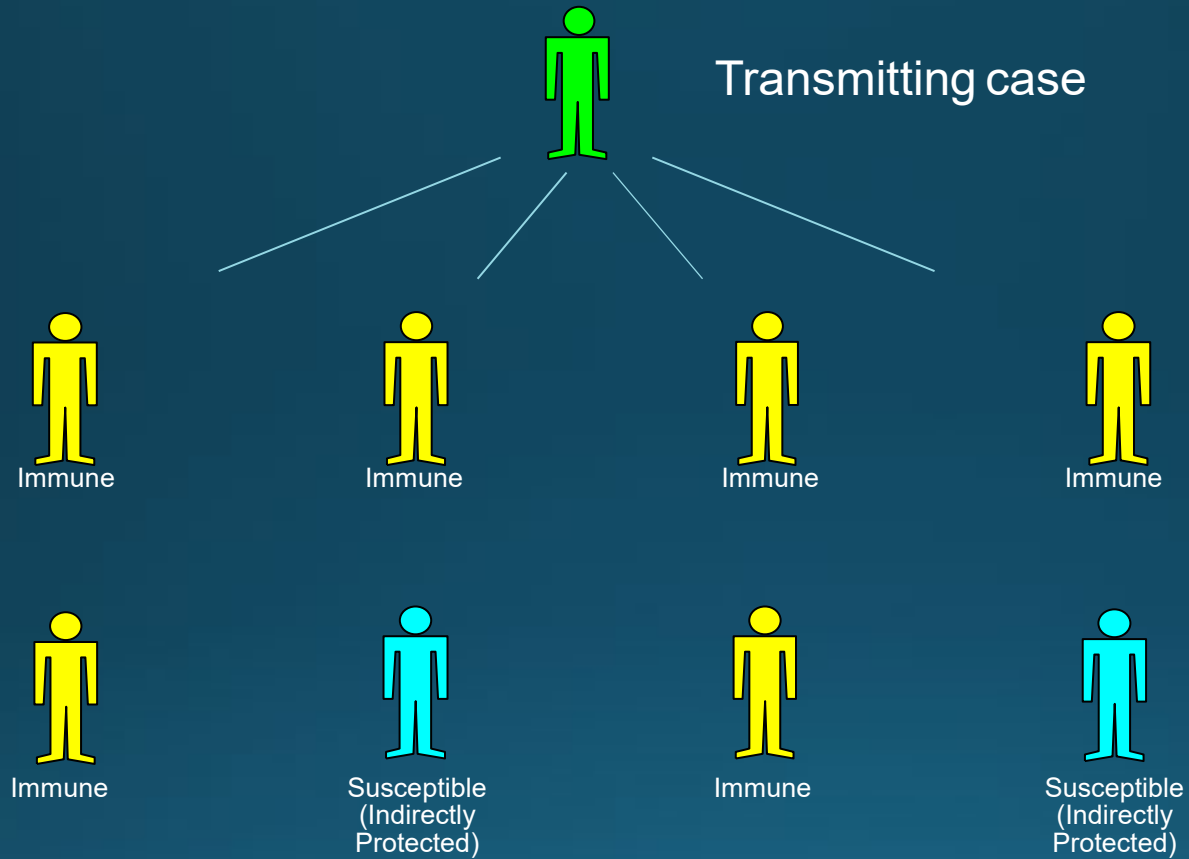 Transmitting case
Immune
Immune
Immune
Immune
Immune
Susceptible
(Indirectly
Protected)
Immune
Susceptible
(Indirectly
Protected)